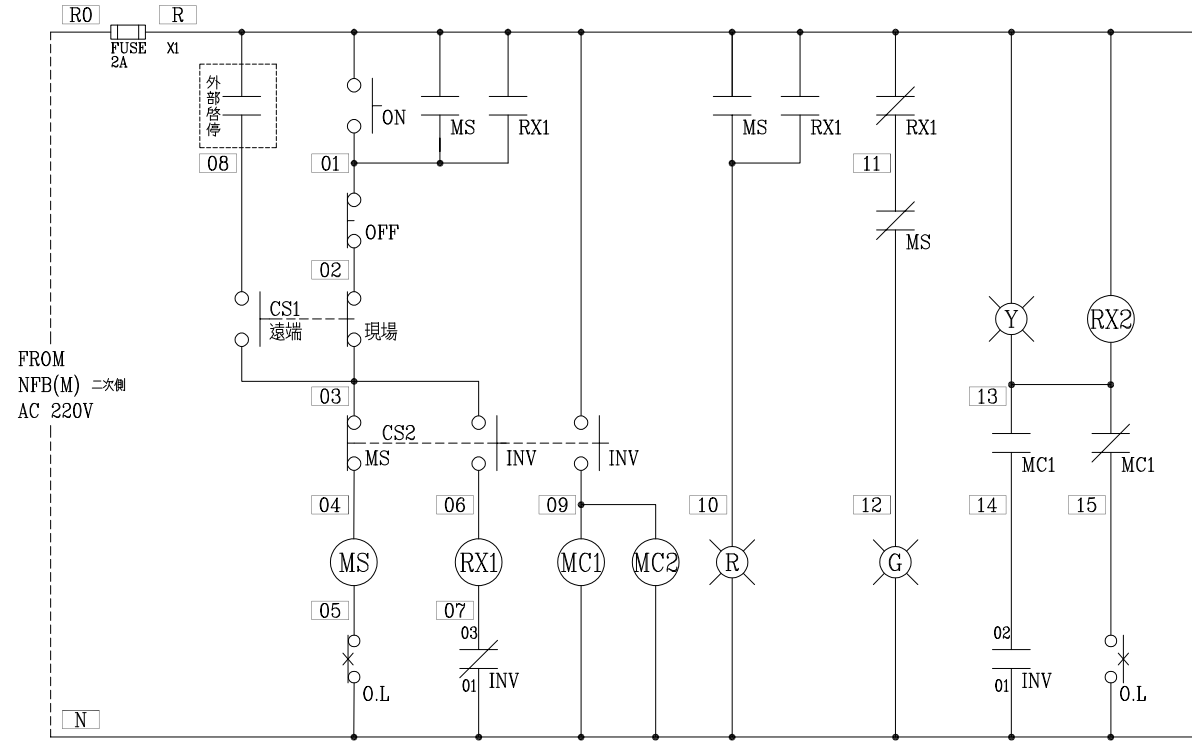 R0
R
FUSE
2A
X1
外部啓停
ON
MS
RX1
MS
RX1
RX1
08
01
11
OFF
MS
02
CS1
遠端
現場
Y
RX2
FROM
NFB(M) 二次側
AC 220V
03
13
CS2
MS
INV
INV
MC1
MC1
04
06
09
10
12
14
15
MS
RX1
MC1
MC2
R
G
05
07
03
02
01
INV
01
INV
O.L
O.L
N